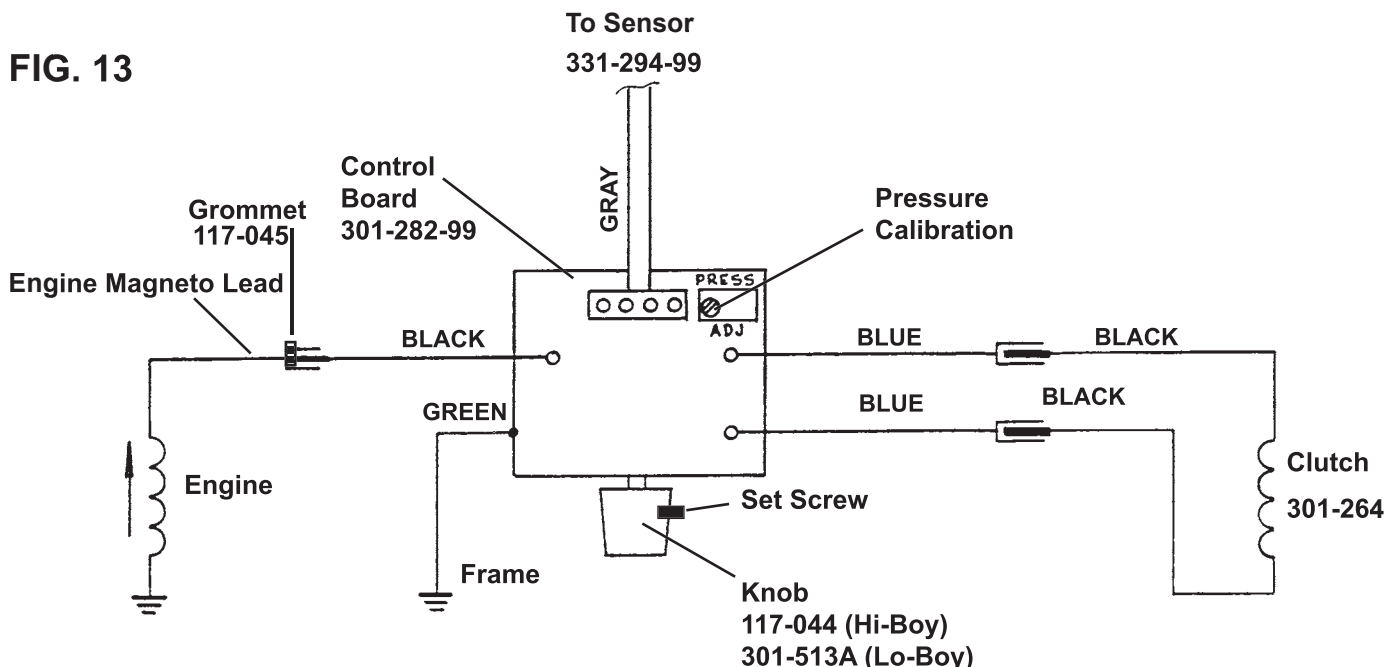 FIG. 13
To Sensor
331-294-99
Control
Board
301-282-99
GRAY
Pressure
Calibration
Grommet
117-045
Engine Magneto Lead
PRESS
ADJ
BLACK
BLUE
BLACK
GREEN
BLUE
BLACK
Engine
Clutch
301-264
Set Screw
Frame
Knob
117-044 (Hi-Boy)
301-513A (Lo-Boy)